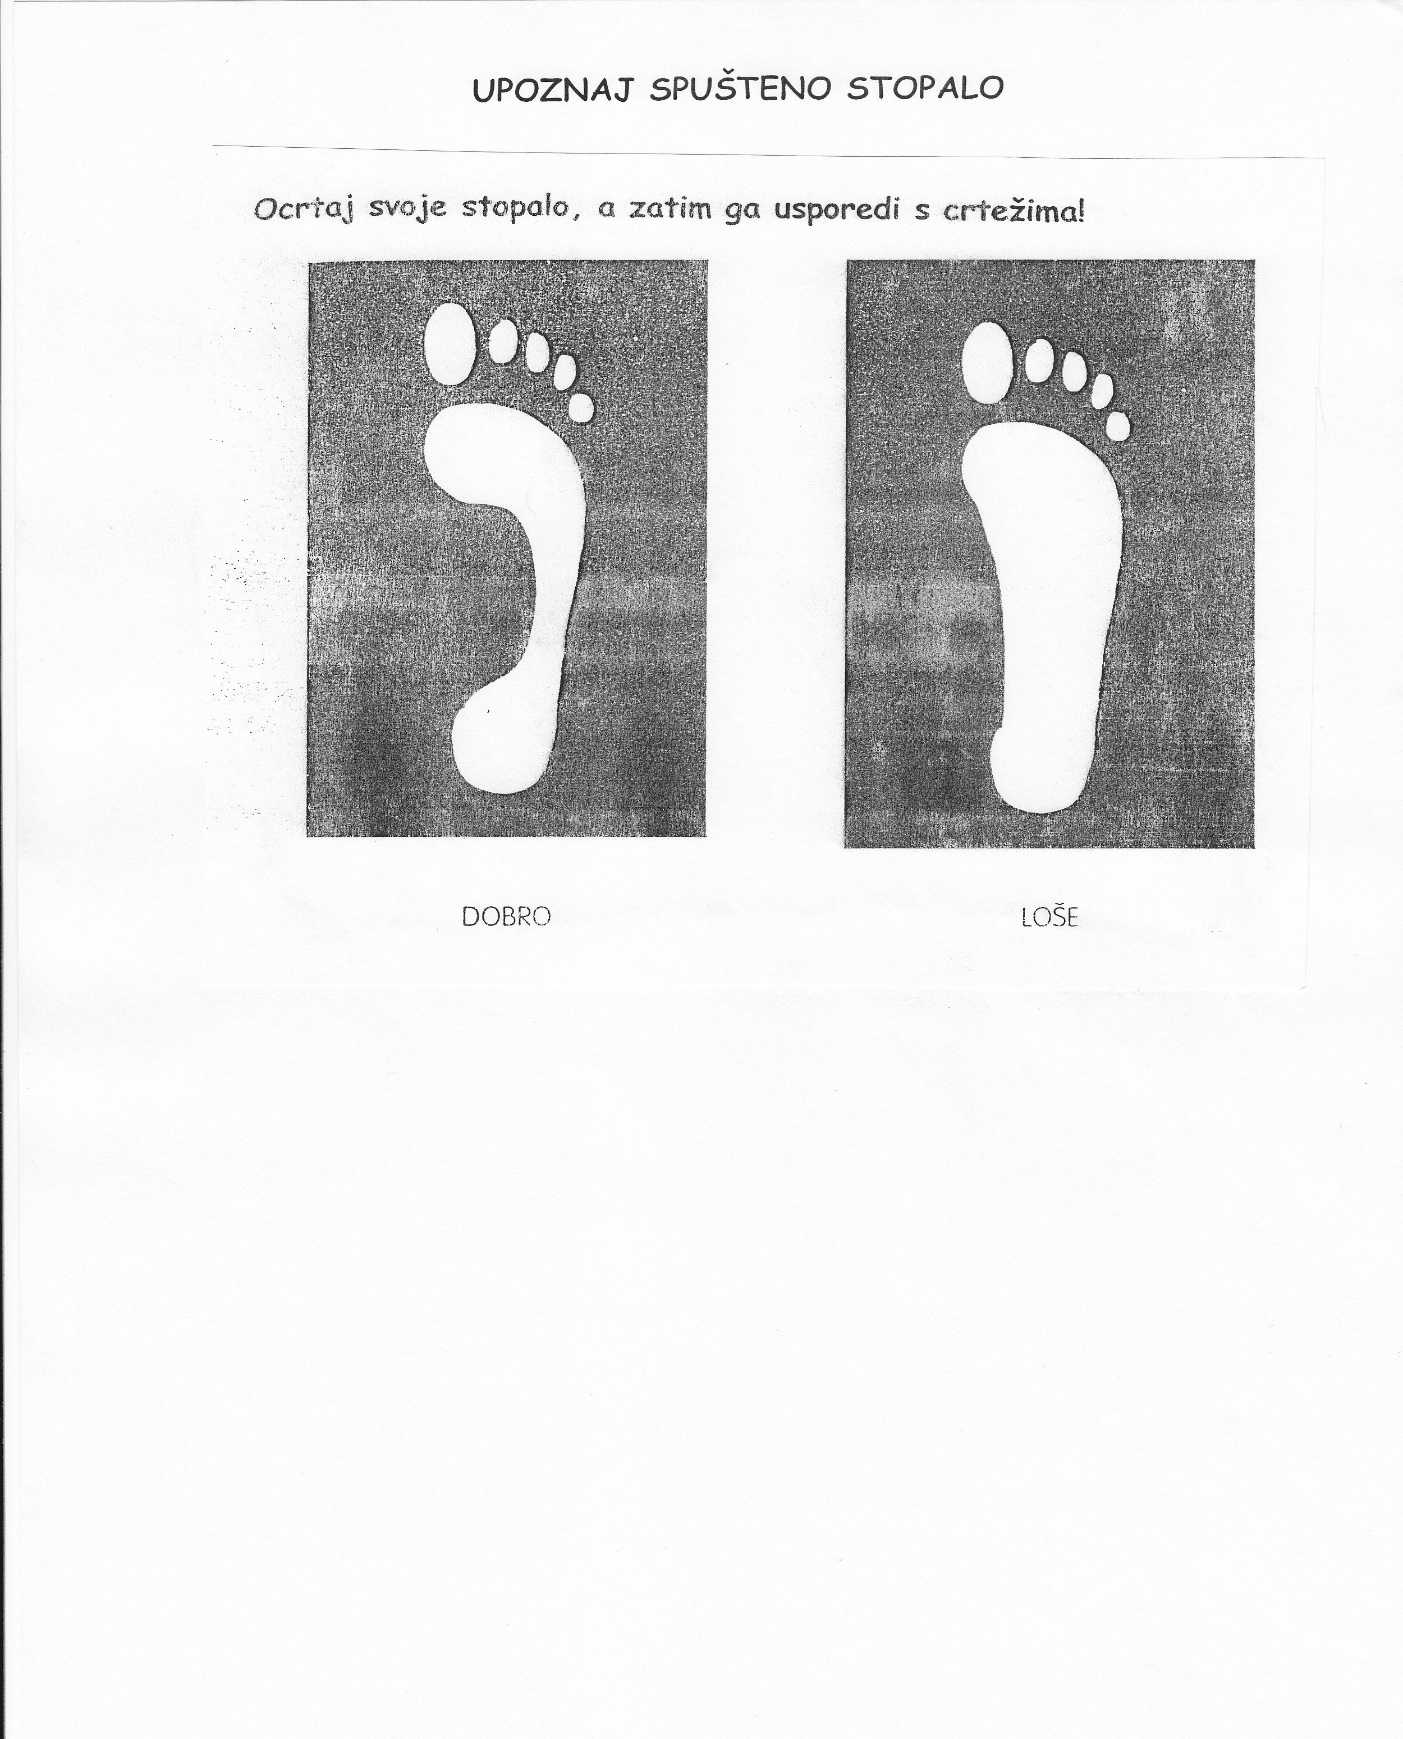 UPOZNAJ SPUŠTENO STOPALO
Ocrtaj svoje stopalo, a zatim ga usporedi s crtežima!
DOBRO
LOŠE